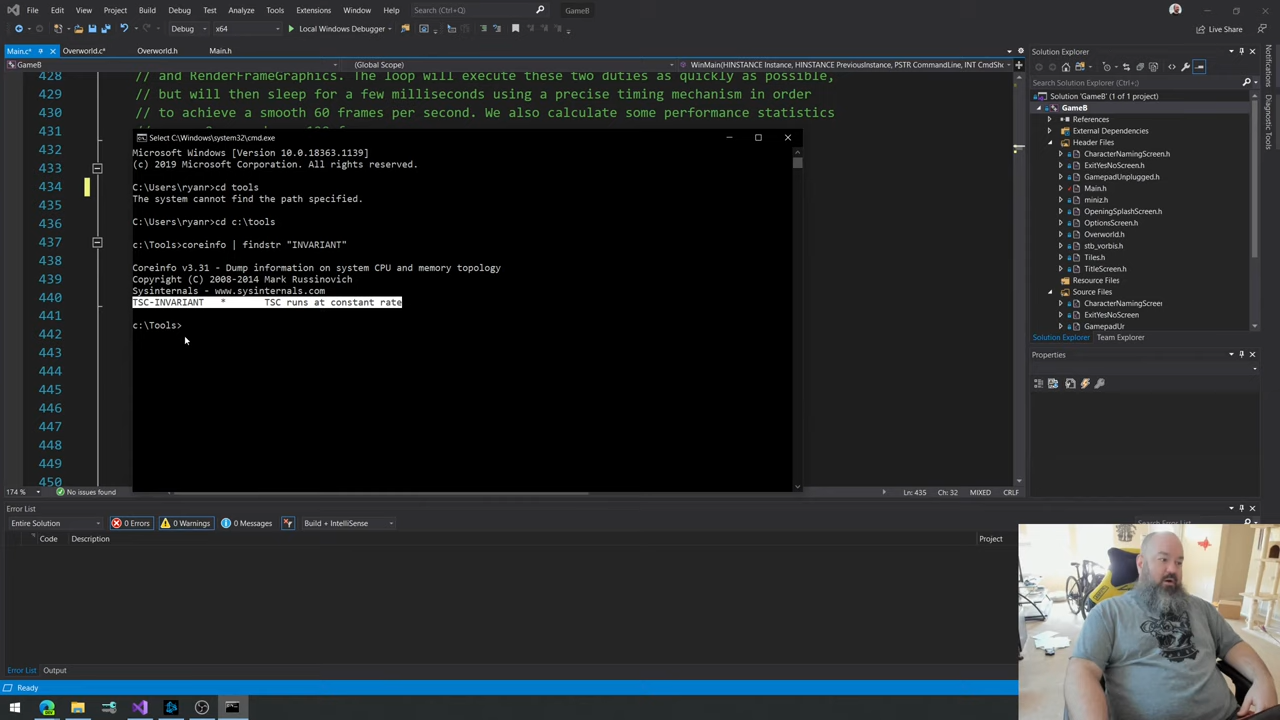 File Edit View Git Project Build Debug Test Analyze Tools Extensions Window Help Search (Ctrl+Q) GameB
Debug x64 Local Windows Debugger Live Share
Main.c* Overworld.c* Overworld.h Main.h
GameB (Global Scope) WinMain(HINSTANCE Instance, HINSTANCE PreviousInstance, PSTR CommandLine, INT CmdShc
428 // and RenderFrameGraphics. The loop will execute these two duties as quickly as possible,
429 // but will then sleep for a few milliseconds using a precise timing mechanism in order
430 // to achieve a smooth 60 frames per second. We also calculate some performance statistics
431
432
433
434
435
436
437
438
439
440
441
442
443
444
445
446
447
448
449
450
Select C:\Windows\system32\cmd.exe
Microsoft Windows [Version 10.0.18363.1139]
(c) 2019 Microsoft Corporation. All rights reserved.
C:\Users\ryanr>cd tools
The system cannot find the path specified.
C:\Users\ryanr>cd c:\tools
c:\Tools>coreinfo | findstr "INVARIANT"
Coreinfo v3.31 - Dump information on system CPU and memory topology
Copyright (C) 2008-2014 Mark Russinovich
Sysinternals - www.sysinternals.com
TSC-INVARIANT * TSC runs at constant rate
c:\Tools>
174 % No issues found Ln: 435 Ch: 32 MIXED CRLF
Solution Explorer
Search Solution Explorer (Ctrl+;)
Solution 'GameB' (1 of 1 project)
GameB
References
External Dependencies
Header Files
CharacterNamingScreen.h
ExitYesNoScreen.h
GamepadUnplugged.h
Main.h
miniz.h
OpeningSplashScreen.h
OptionsScreen.h
Overworld.h
stb_vorbis.h
Tiles.h
TitleScreen.h
Resource Files
Source Files
CharacterNamingScree
ExitYesNoScreen
GamepadUr
Solution Explorer Team Explorer
Properties
Notifications
Diagnostic Tools
Error List
Entire Solution 0 Errors 0 Warnings 0 Messages Build + IntelliSense
Code Description Project
Error List Output
Ready